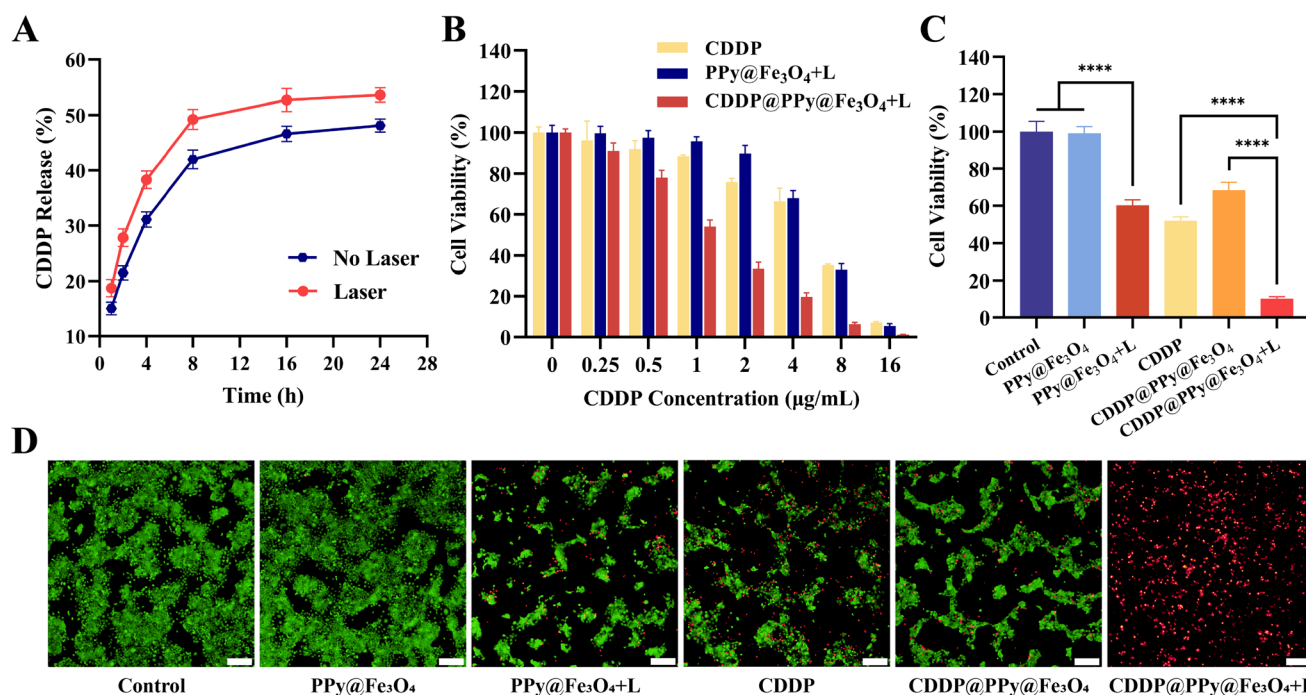 A
CDDP Release (%)
60
50
40
30
20
10
0 4 8 12 16 20 24 28
Time (h)
No Laser
Laser
B
Cell Viability (%)
140
120
100
80
60
40
20
0
0 0.25 0.5 1 2 4 8 16
CDDP Concentration (μg/mL)
CDDP
PPy@Fe₃O₄+L
CDDP@PPy@Fe₃O₄+L
C
Cell Viability (%)
140
120
100
80
60
40
20
0
****
****
****
Control
PPy@Fe₃O₄
PPy@Fe₃O₄+L
CDDP
CDDP@PPy@Fe₃O₄
CDDP@PPy@Fe₃O₄+L
D
Control
PPy@Fe₃O₄
PPy@Fe₃O₄+L
CDDP
CDDP@PPy@Fe₃O₄
CDDP@PPy@Fe₃O₄+L